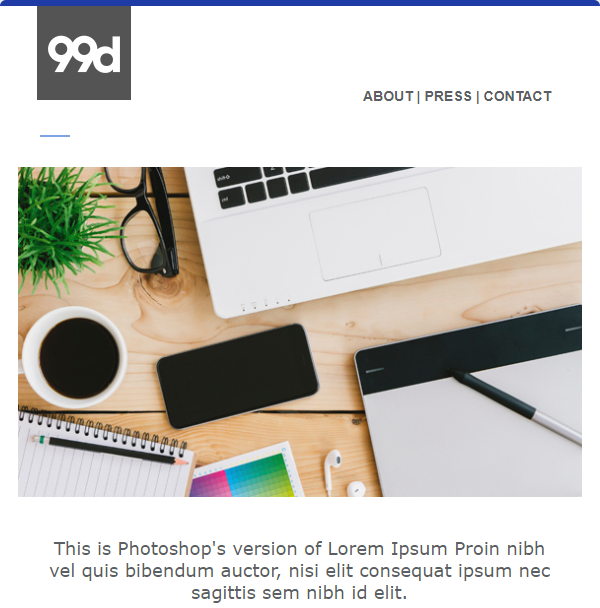 99d
ABOUT | PRESS | CONTACT
This is Photoshop's version of Lorem Ipsum Proin nibh
vel quis bibendum auctor, nisi elit consequat ipsum nec
sagittis sem nibh id elit.